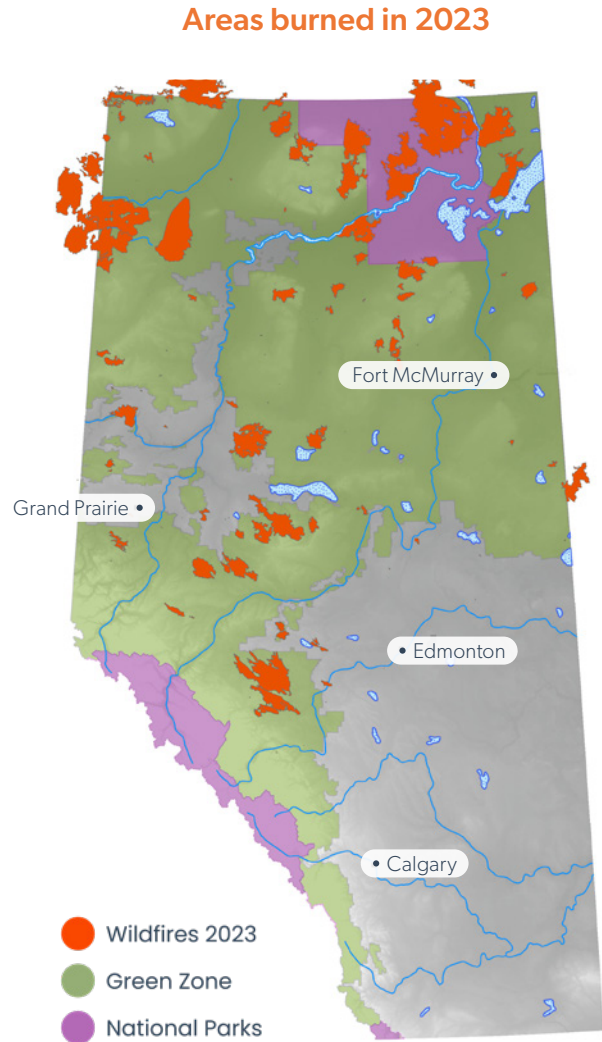 Areas burned in 2023
Fort McMurray
Grand Prairie
Edmonton
Calgary
Wildfires 2023
Green Zone
National Parks